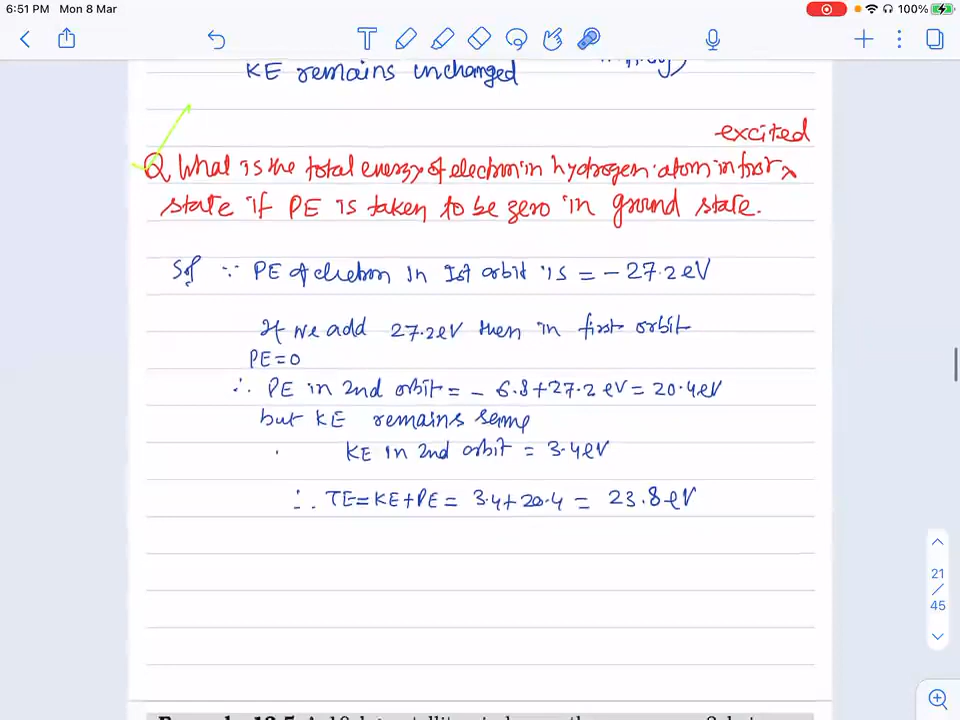 6:51 PM Mon 8 Mar
100%
KE remains unchanged
excited
Q What is the total energy of electron in hydrogen atom in first
state if PE is taken to be zero in ground state.
Sol ∵ PE of electron in Ist orbit is = - 27.2 eV
If we add 27.2eV then in first orbit
PE=0
∴ PE in 2nd orbit = - 6.8+27.2 eV = 20.4eV
but KE remains same
KE in 2nd orbit = 3.4eV
∴ TE=KE+PE = 3.4+20.4 = 23.8eV
21
/
45